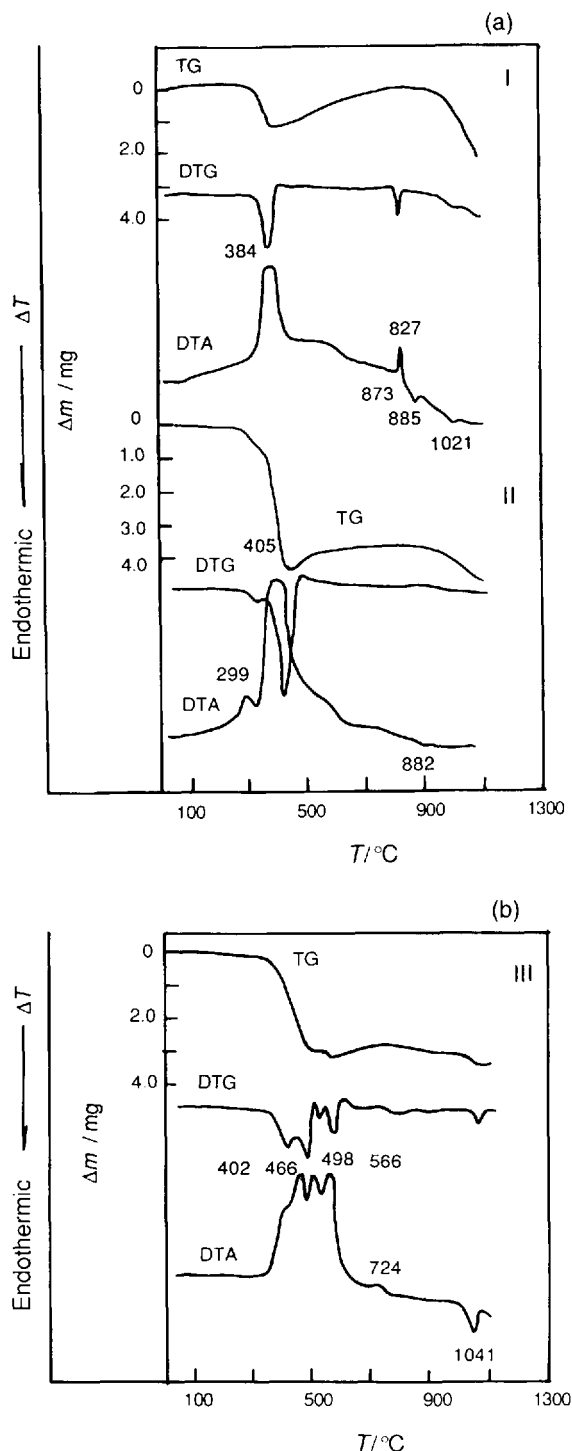 (a)
TG
I
0
2.0
DTG
4.0
384
ΔT
827
DTA
873
885
1021
Δm / mg
0
1.0
II
2.0
3.0
TG
405
4.0
DTG
Endothermic
299
DTA
882
100 500 900 1300
T/°C
(b)
0
TG
III
ΔT
2.0
4.0
DTG
Δm / mg
402 466 498 566
Endothermic
DTA
724
1041
100 500 900 1300
T/°C